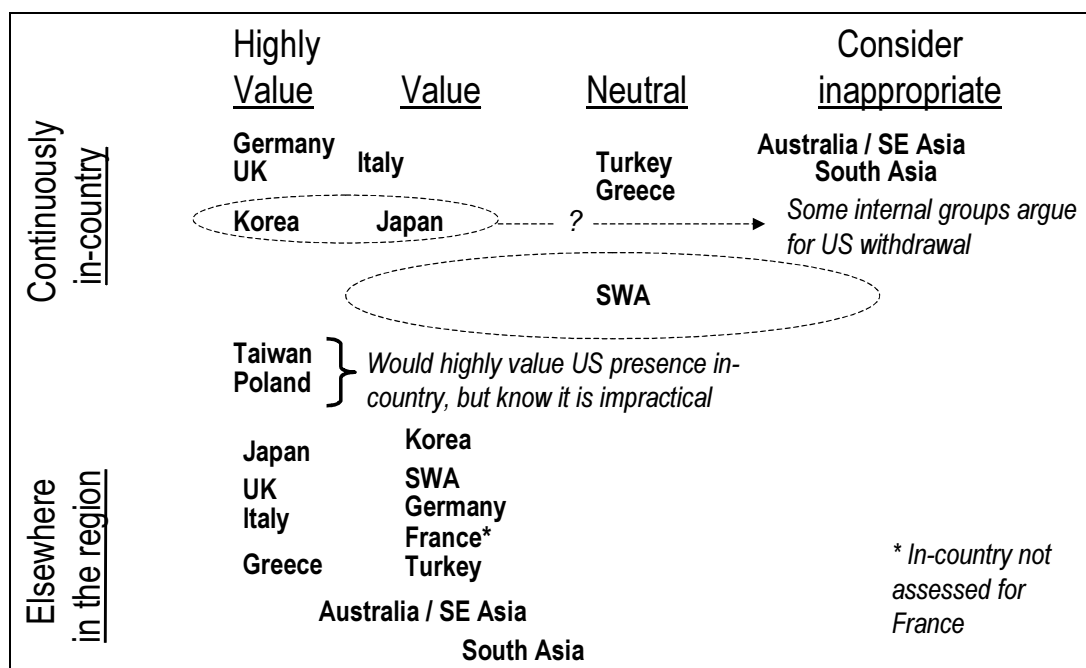 Highly
Value
Value
Neutral
Consider
inappropriate
Continuously
in-country
Germany
UK
Italy
Turkey
Greece
Australia / SE Asia
South Asia
Korea
Japan
?
Some internal groups argue
for US withdrawal
SWA
Taiwan
Poland
Would highly value US presence in-
country, but know it is impractical
Elsewhere
in the region
Japan
UK
Italy
Greece
Korea
SWA
Germany
France*
Turkey
Australia / SE Asia
South Asia
* In-country not
assessed for
France